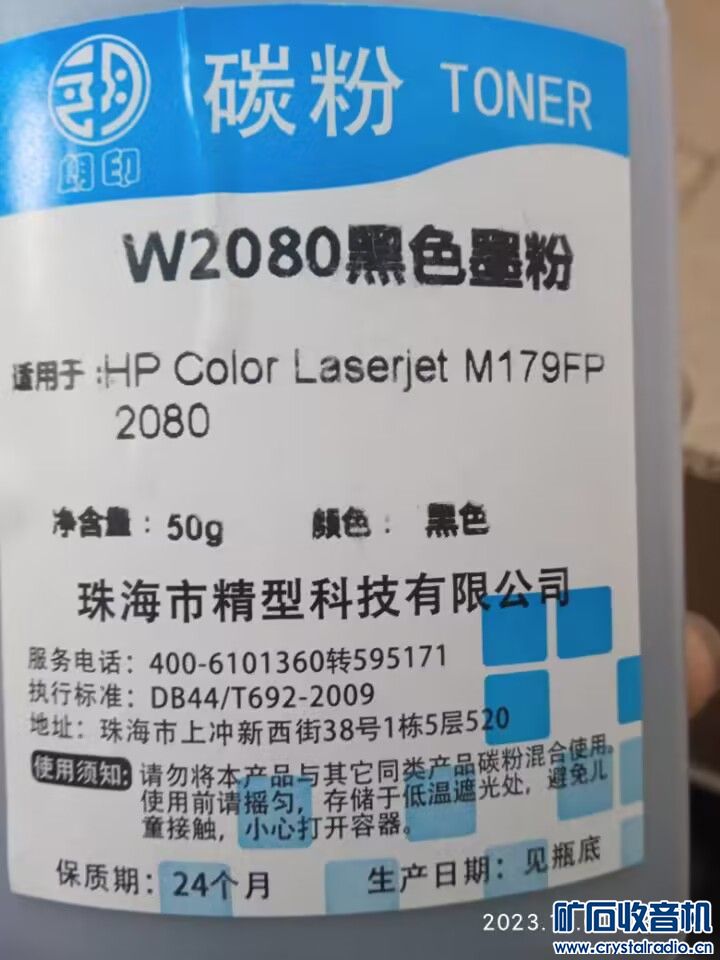 碳粉 TONER
朗印
W2080黑色墨粉
适用于:HP Color Laserjet M179FP
2080
净含量: 50g 颜色: 黑色
珠海市精型科技有限公司
服务电话: 400-6101360转595171
执行标准: DB44/T692-2009
地址: 珠海市上冲新西街38号1栋5层520
使用须知: 请勿将本产品与其它同类产品碳粉混合使用。
使用前请摇匀, 存储于低温遮光处, 避免儿
童接触, 小心打开容器。
保质期: 24个月 生产日期: 见瓶底
2023.1
矿石收音机
www.crystalradio.cn